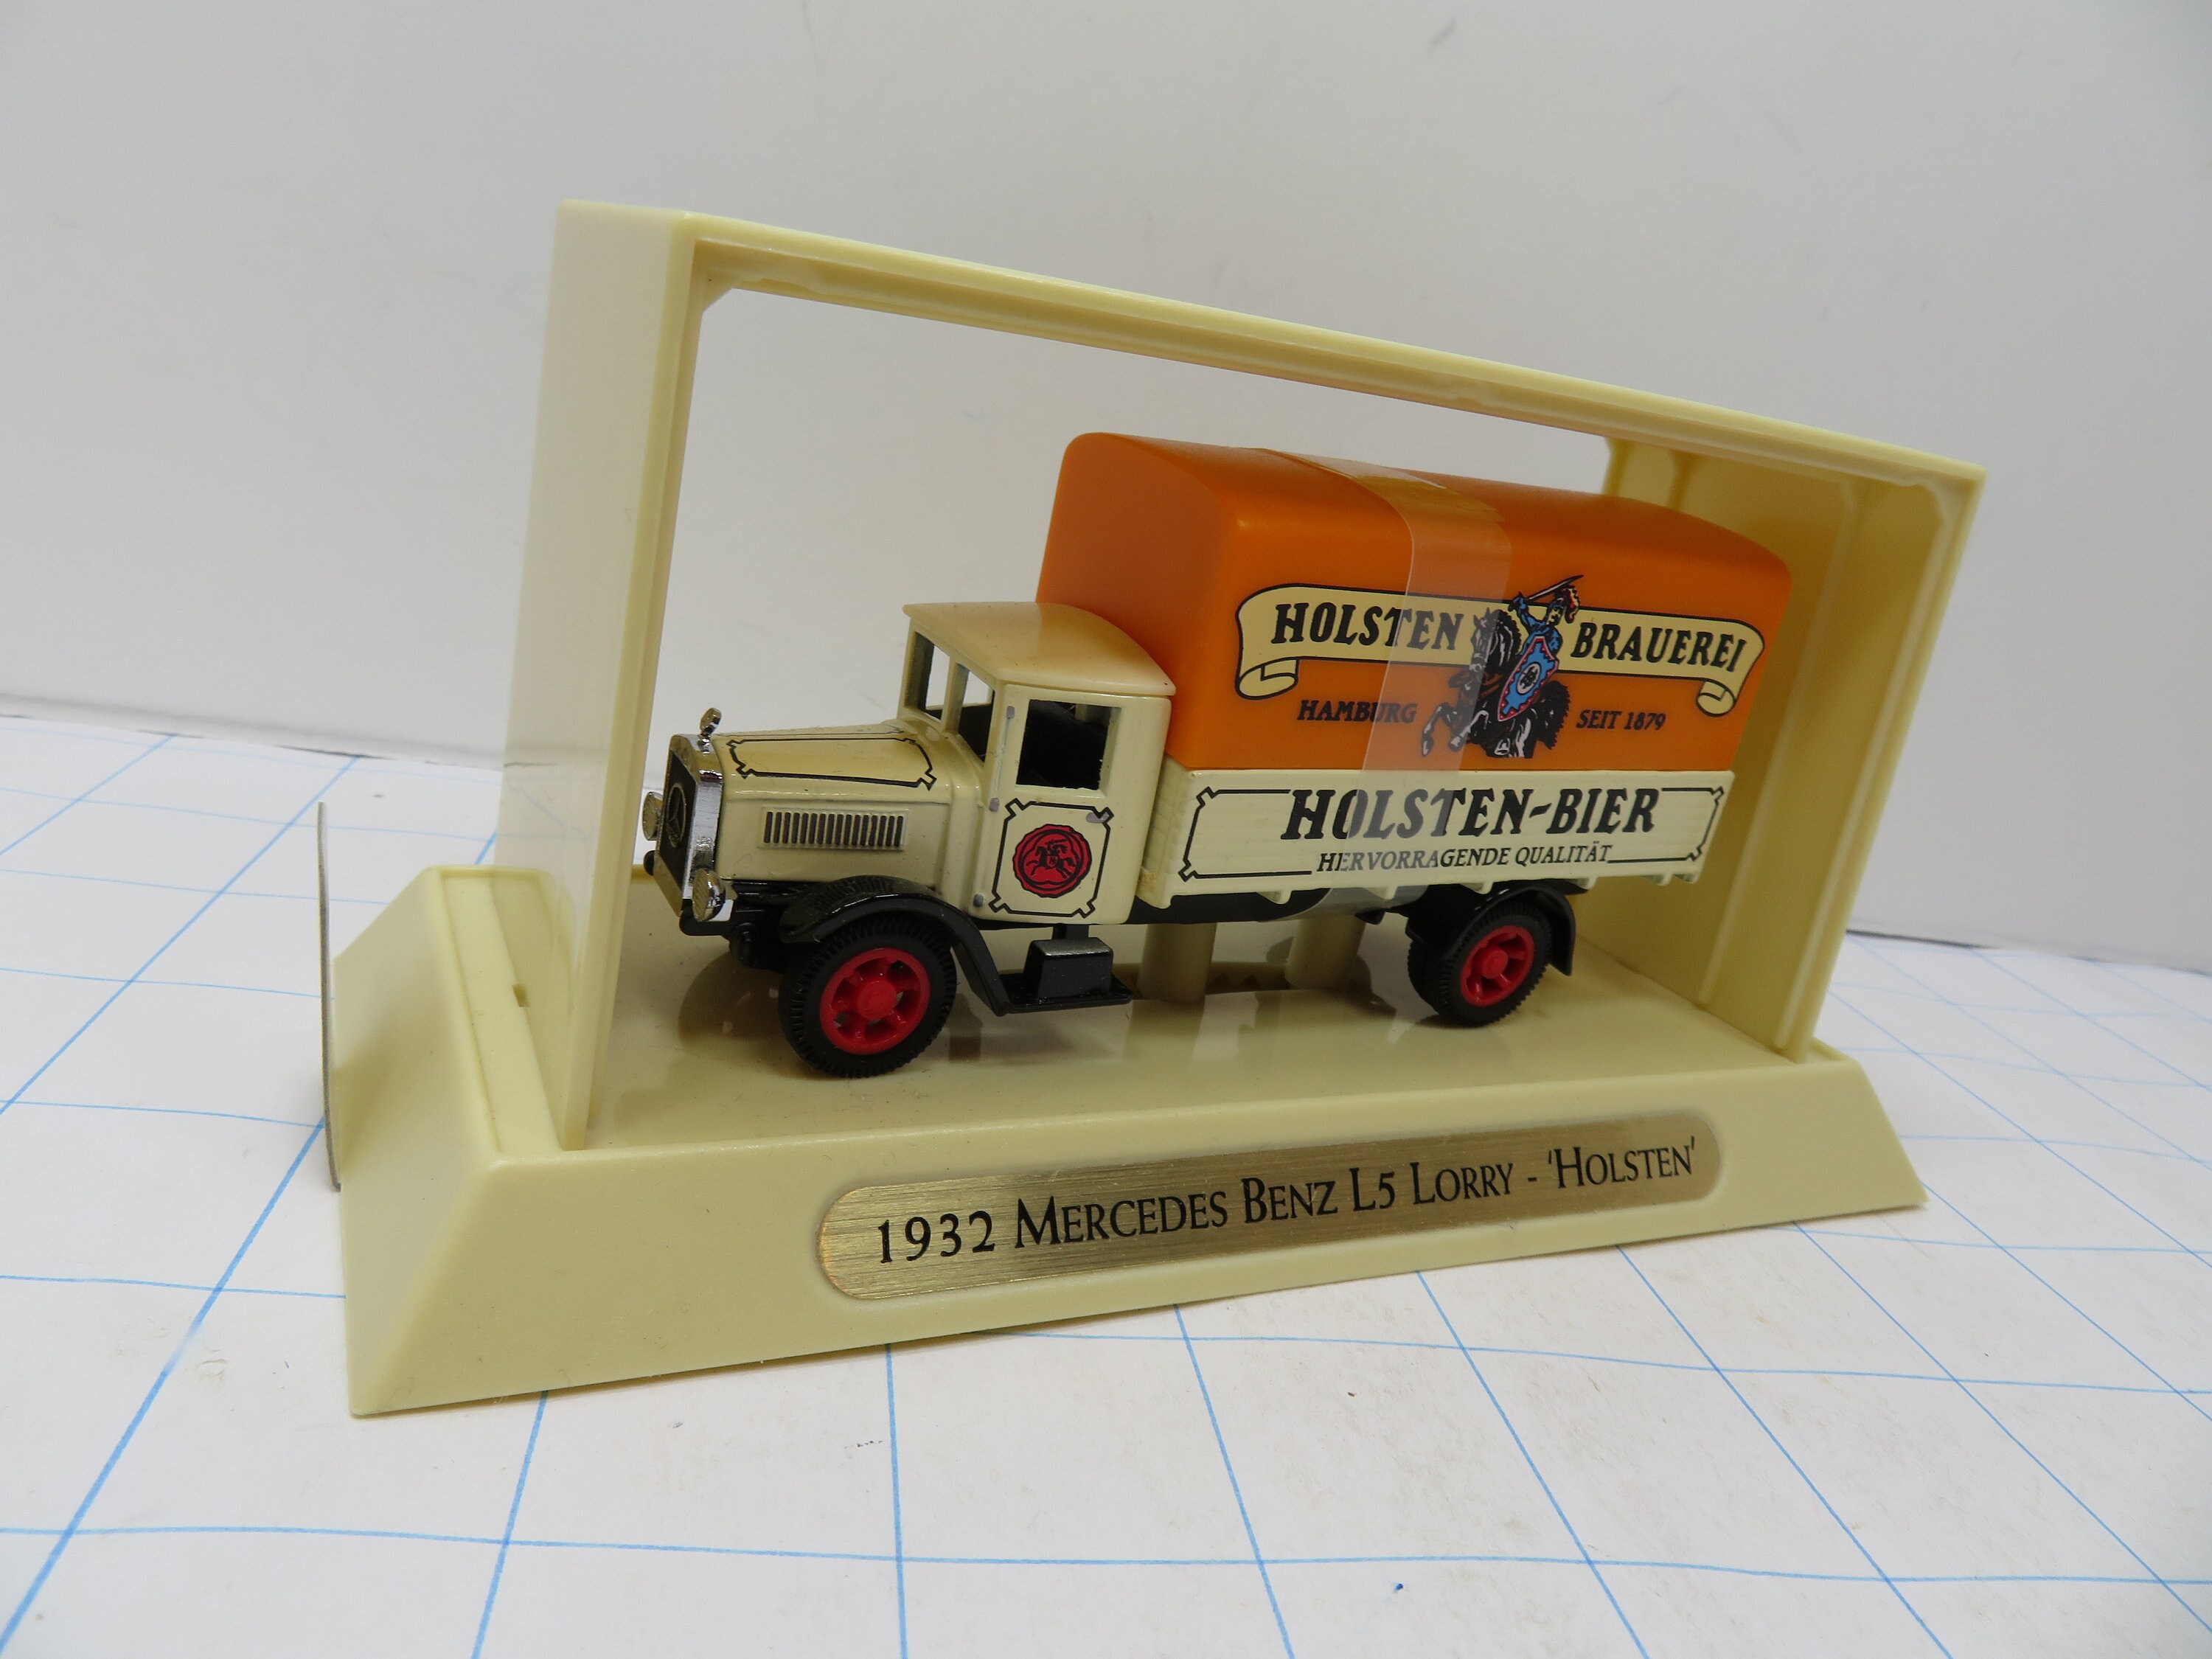 HOLSTEN BRAUEREI
HAMBURG SEIT 1879
HOLSTEN-BIER
HERVORRAGENDE QUALITÄT
1932 MERCEDES BENZ L5 LORRY - 'HOLSTEN'